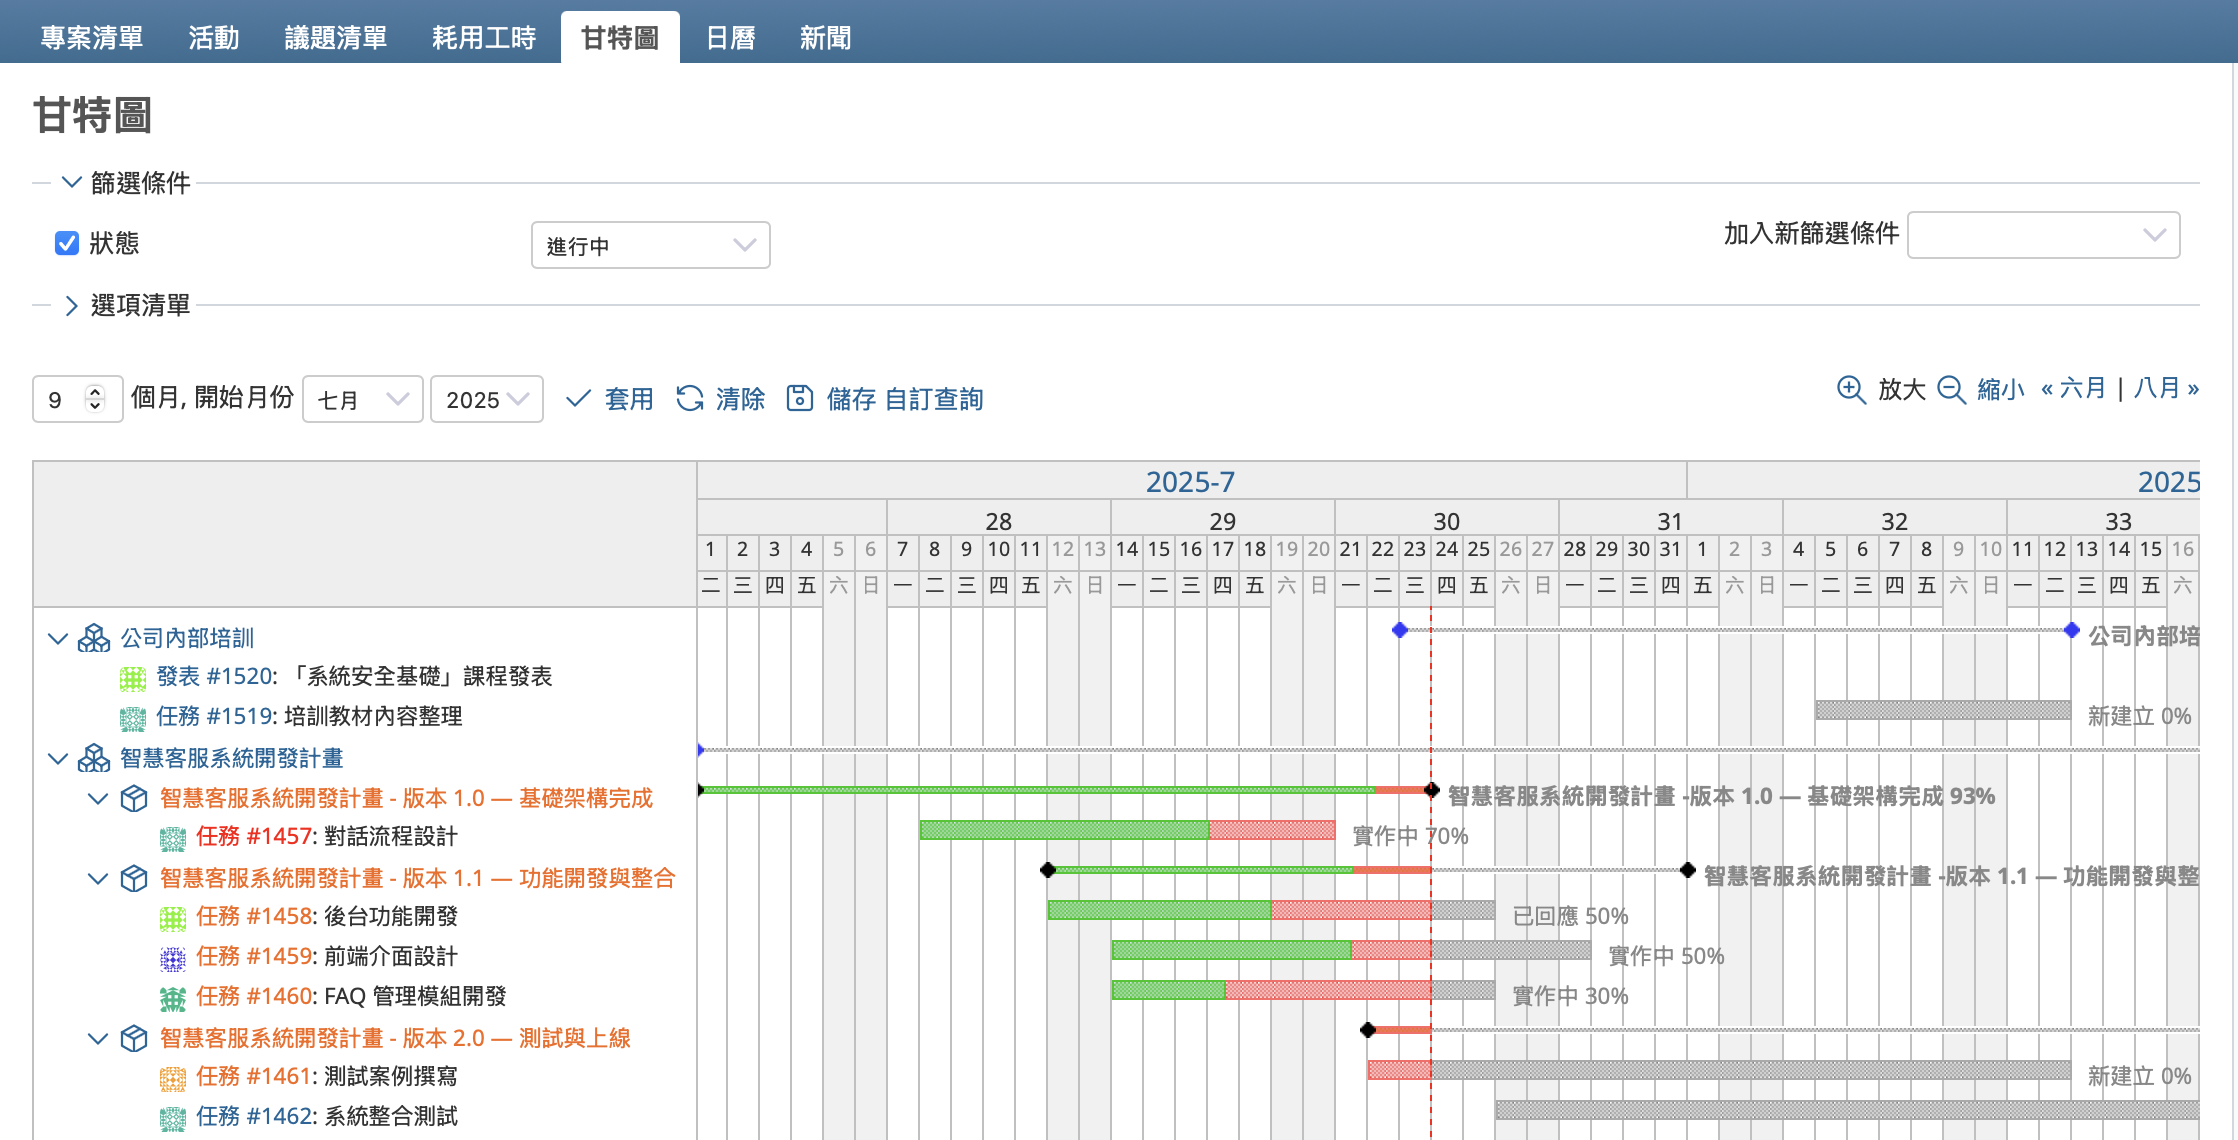 專案清單 活動 議題清單 耗用工時 甘特圖 日曆 新聞
甘特圖
篩選條件
狀態 進行中 加入新篩選條件
選項清單
9 個月, 開始月份 七月 2025 套用 清除 儲存 自訂查詢 放大 縮小 « 六月 | 八月 »
2025-7 2025
28 29 30 31 32 33
1 2 3 4 5 6 7 8 9 10 11 12 13 14 15 16 17 18 19 20 21 22 23 24 25 26 27 28 29 30 31 1 2 3 4 5 6 7 8 9 10 11 12 13 14 15 16
二 三 四 五 六 日 一 二 三 四 五 六 日 一 二 三 四 五 六 日 一 二 三 四 五 六 日 一 二 三 四 五 六 日 一 二 三 四 五 六 日 一 二 三 四 五 六
公司內部培訓 公司內部培
發表 #1520: 「系統安全基礎」課程發表
任務 #1519: 培訓教材內容整理 新建立 0%
智慧客服系統開發計畫
智慧客服系統開發計畫 - 版本 1.0 — 基礎架構完成 智慧客服系統開發計畫 -版本 1.0 — 基礎架構完成 93%
任務 #1457: 對話流程設計 實作中 70%
智慧客服系統開發計畫 - 版本 1.1 — 功能開發與整合 智慧客服系統開發計畫 -版本 1.1 — 功能開發與整
任務 #1458: 後台功能開發 已回應 50%
任務 #1459: 前端介面設計 實作中 50%
任務 #1460: FAQ 管理模組開發 實作中 30%
智慧客服系統開發計畫 - 版本 2.0 — 測試與上線
任務 #1461: 測試案例撰寫 新建立 0%
任務 #1462: 系統整合測試